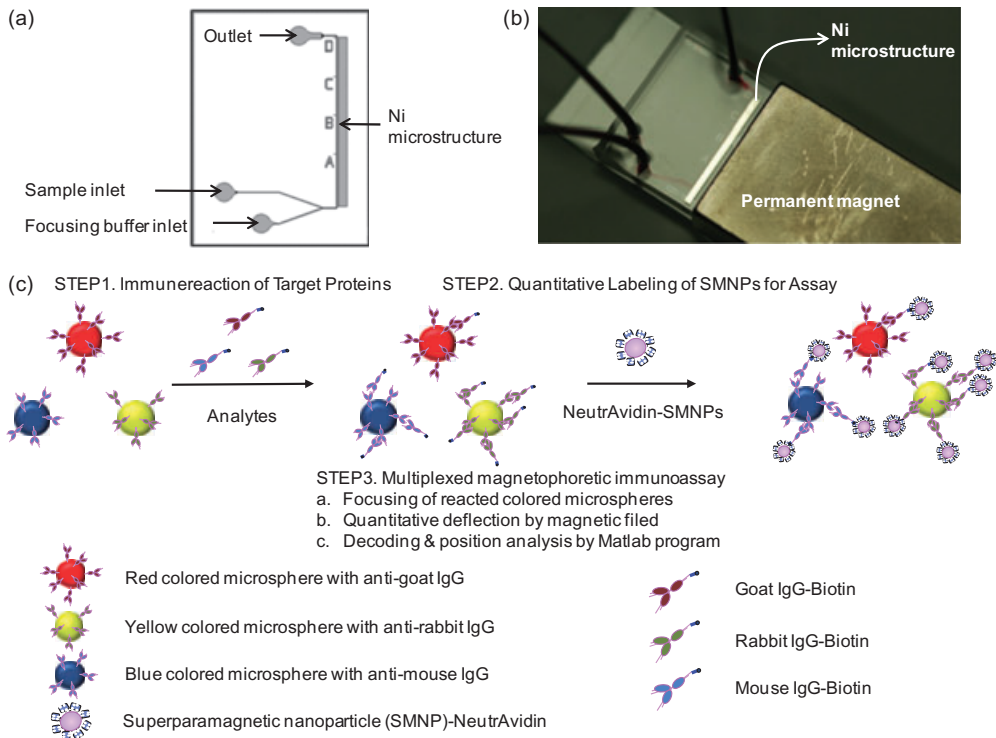 (a)
Outlet
D
C
B
A
Ni
microstructure
Sample inlet
Focusing buffer inlet
(b)
Ni
microstructure
Permanent magnet
(c)
STEP1. Immunereaction of Target Proteins
STEP2. Quantitative Labeling of SMNPs for Assay
Analytes
NeutrAvidin-SMNPs
STEP3. Multiplexed magnetophoretic immunoassay
a. Focusing of reacted colored microspheres
b. Quantitative deflection by magnetic filed
c. Decoding & position analysis by Matlab program
Red colored microsphere with anti-goat IgG
Yellow colored microsphere with anti-rabbit IgG
Blue colored microsphere with anti-mouse IgG
Superparamagnetic nanoparticle (SMNP)-NeutrAvidin
Goat IgG-Biotin
Rabbit IgG-Biotin
Mouse IgG-Biotin